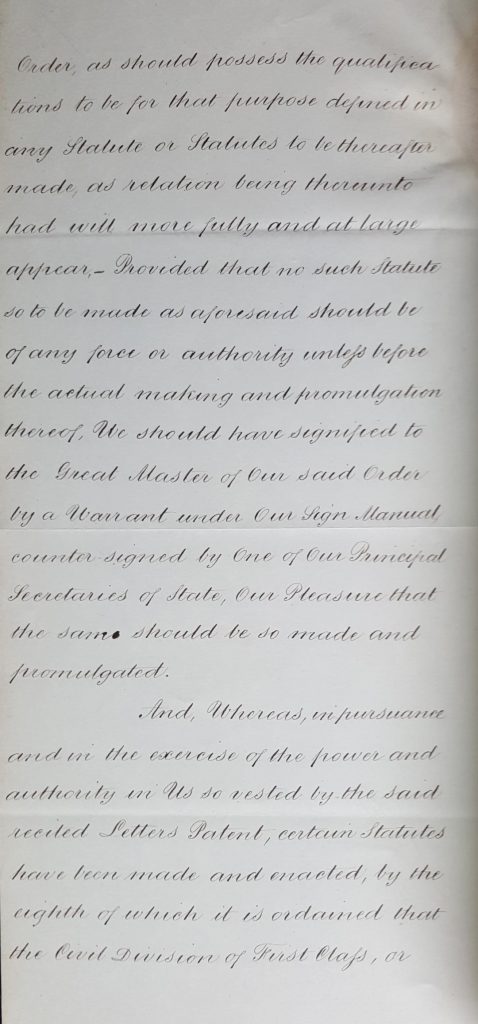 Order, as should possess the qualifica
tions to be for that purpose defined in
any Statute or Statutes to be thereafter
made, as relation being thereunto
had will more fully and at large
appear,– Provided that no such Statute
so to be made as aforesaid should be
of any force or authority unleſs before
the actual making and promulgation
thereof, We should have signified to
the Great Master of Our said Order
by a Warrant under Our Sign Manual,
counter-signed by One of Our Principal
Secretaries of State, Our Pleasure that
the same should be so made and
promulgated.
And, Whereas, in pursuance
and in the exercise of the power and
authority in Us so vested by the said
recited Letters Patent, certain Statutes
have been made and enacted, by the
eighth of which it is ordained that
the Civil Division of First Claſs, or